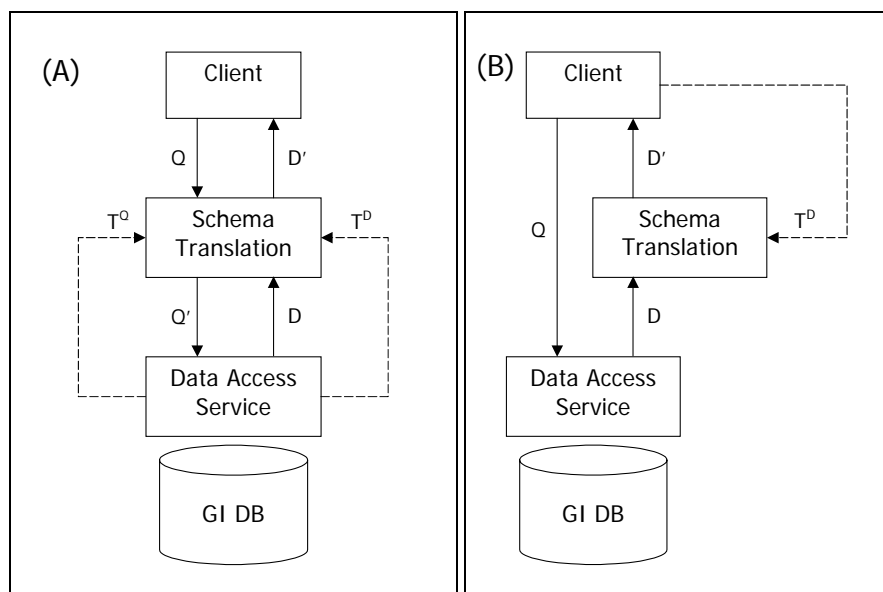 (A)
Client
Q
D′
T^Q
Schema
Translation
T^D
Q′
D
Data Access
Service
GI DB
(B)
Client
D′
Q
Schema
Translation
T^D
D
Data Access
Service
GI DB